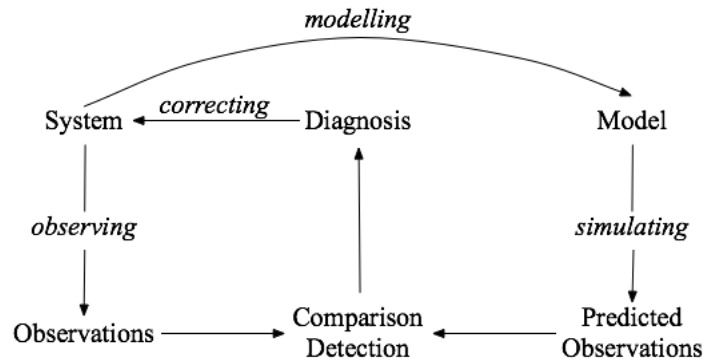 modelling
System
correcting
Diagnosis
Model
observing
simulating
Observations
Comparison
Detection
Predicted
Observations